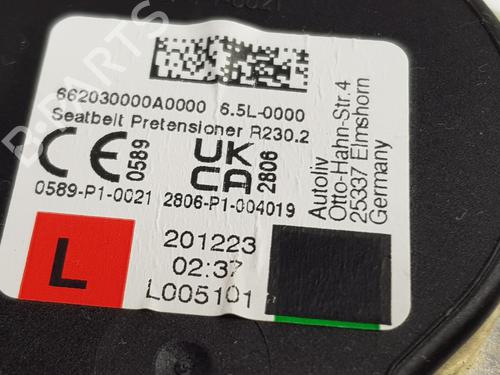 662030000A0000 6.5L-0000
Seatbelt Pretensioner R230.2
CE 0589
UK CA 2806
0589-P1-0021 2806-P1-004019
Autoliv
Otto-Hahn-Str.4
25337 Elmshorn
Germany
L
201223
02:37
L005101
B-PARTS